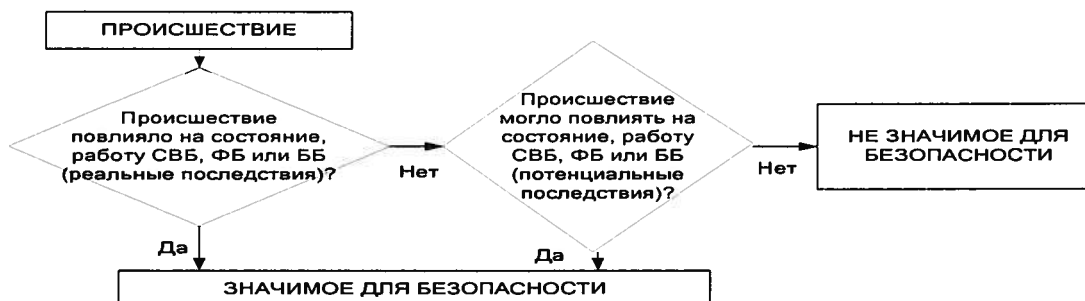 ПРОИСШЕСТВИЕ
Происшествие
повлияло на состояние,
работу СВБ, ФБ или ББ
(реальные последствия)?
Нет
Происшествие
могло повлиять на
состояние, работу
СВБ, ФБ или ББ
(потенциальные
последствия)?
Нет
НЕ ЗНАЧИМОЕ ДЛЯ
БЕЗОПАСНОСТИ
Да
Да
ЗНАЧИМОЕ ДЛЯ БЕЗОПАСНОСТИ